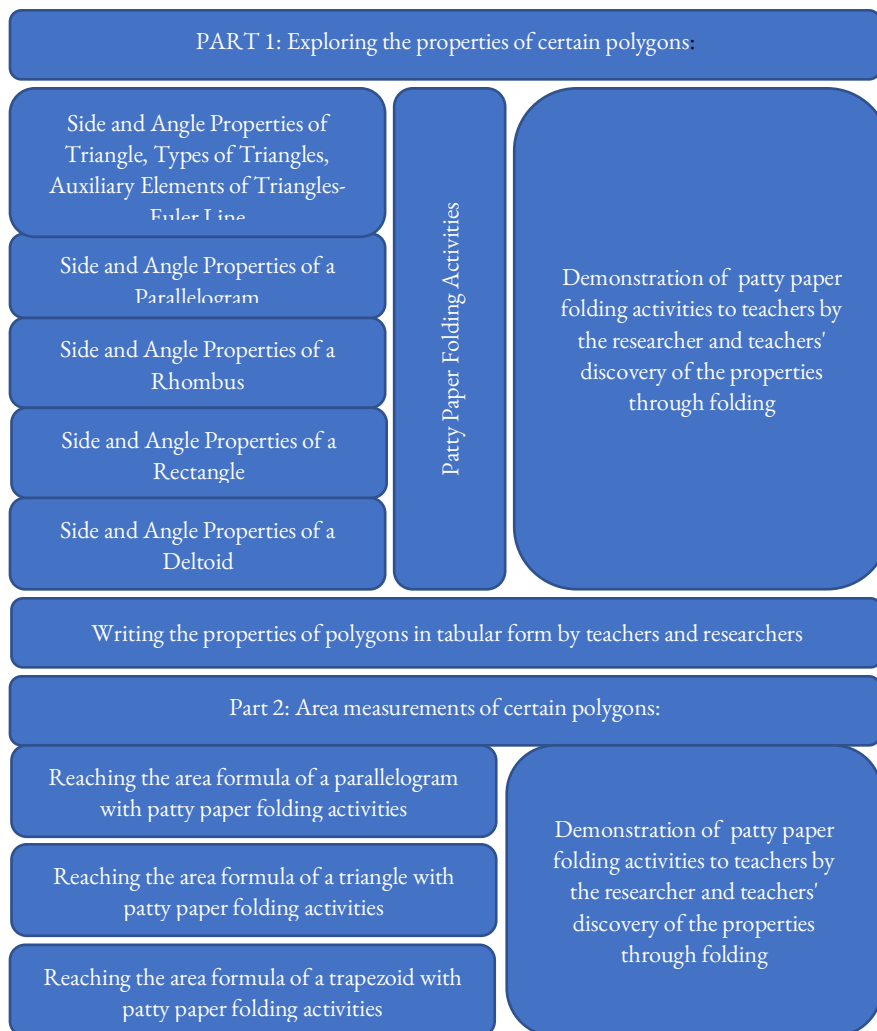 PART 1: Exploring the properties of certain polygons:
Side and Angle Properties of
Triangle, Types of Triangles,
Auxiliary Elements of Triangles-
Euler Line
Side and Angle Properties of a
Parallelogram
Side and Angle Properties of a
Rhombus
Side and Angle Properties of a
Rectangle
Side and Angle Properties of a
Deltoid
Patty Paper Folding Activities
Demonstration of patty paper
folding activities to teachers by
the researcher and teachers'
discovery of the properties
through folding
Writing the properties of polygons in tabular form by teachers and researchers
Part 2: Area measurements of certain polygons:
Reaching the area formula of a parallelogram
with patty paper folding activities
Reaching the area formula of a triangle with
patty paper folding activities
Reaching the area formula of a trapezoid with
patty paper folding activities
Demonstration of patty paper
folding activities to teachers by
the researcher and teachers'
discovery of the properties
through folding